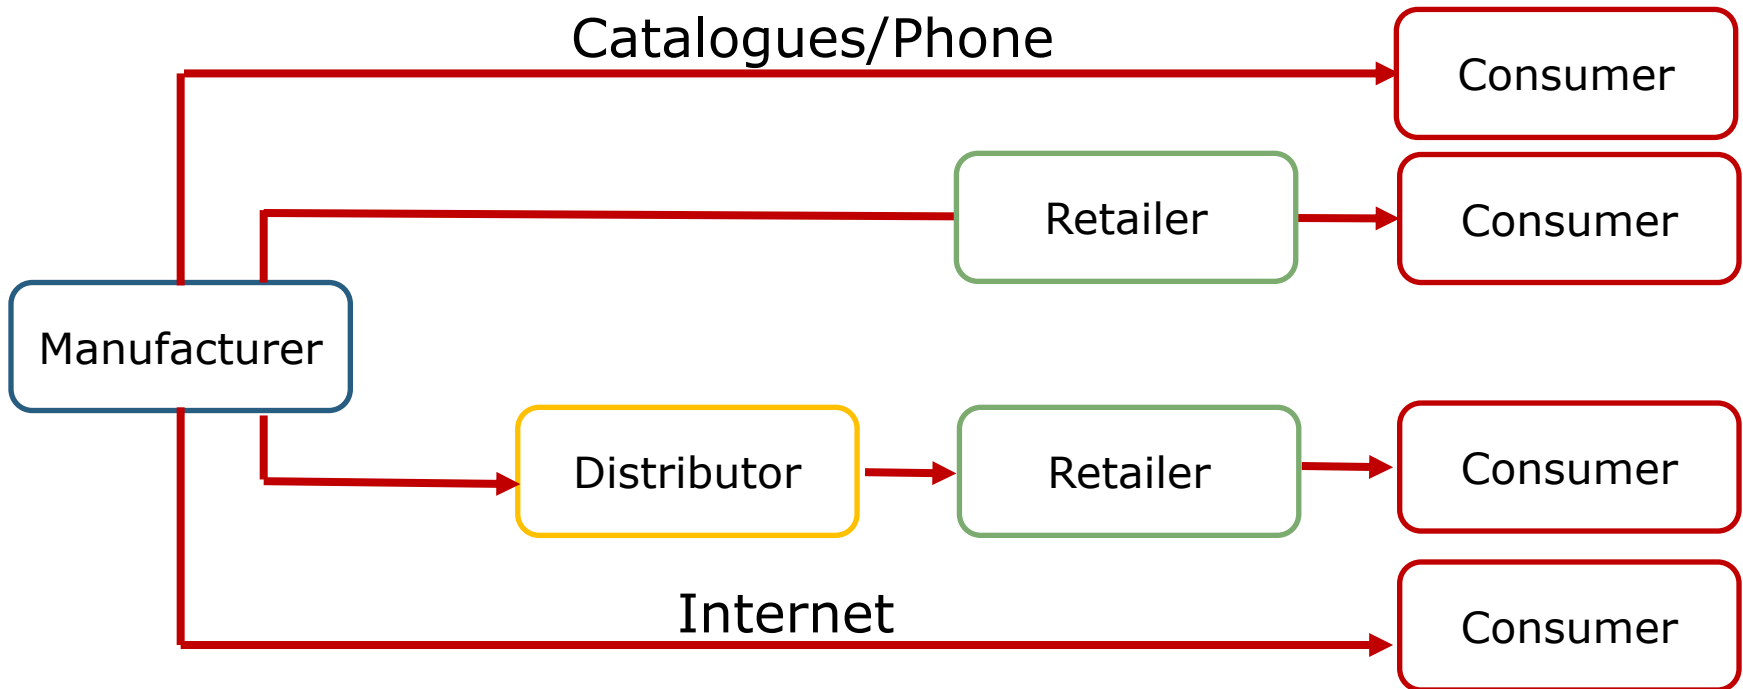 Catalogues/Phone
Consumer
Retailer
Consumer
Manufacturer
Distributor
Retailer
Consumer
Internet
Consumer